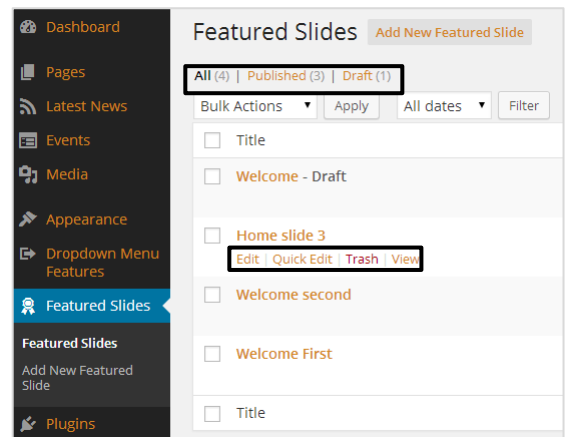 Dashboard
Pages
Latest News
Events
Media
Appearance
Dropdown Menu
Features
Featured Slides
Featured Slides
Add New Featured
Slide
Plugins
Featured Slides Add New Featured Slide
All (4) | Published (3) | Draft (1)
Bulk Actions Apply All dates Filter
Title
Welcome - Draft
Home slide 3
Edit | Quick Edit | Trash | View
Welcome second
Welcome First
Title